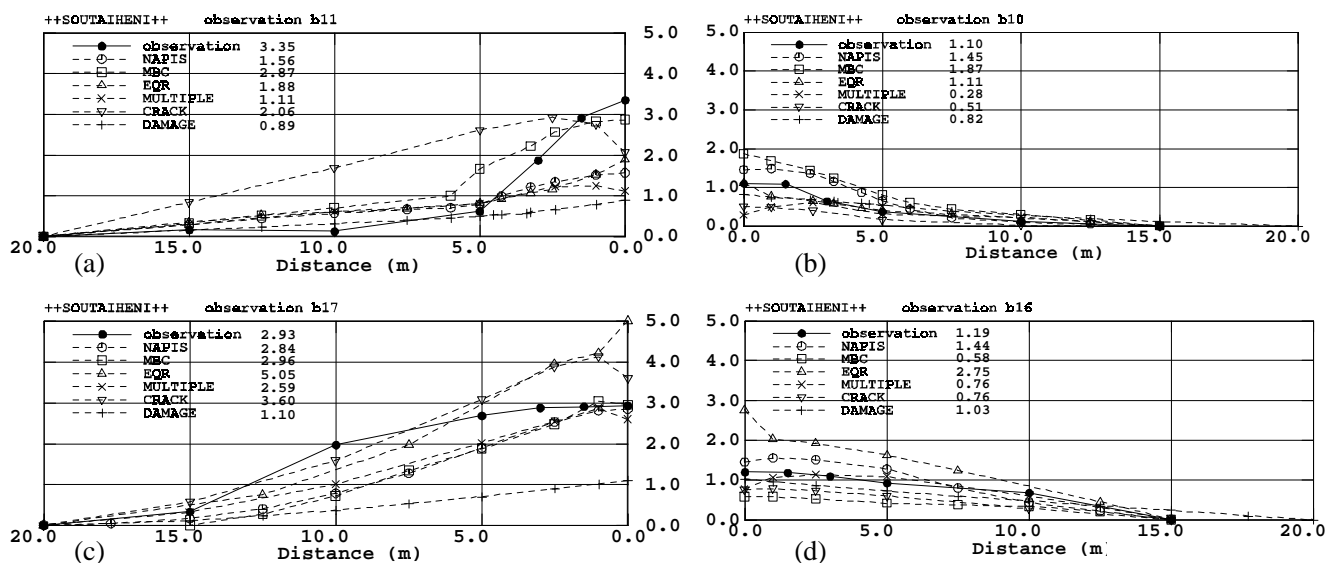 ++SOUTAIHENI++ observation b11
observation 3.35
NAPIS 1.56
MBC 2.87
EQR 1.88
MULTIPLE 1.11
CRACK 2.06
DAMAGE 0.89
5.0
4.0
3.0
2.0
1.0
0.0
20.0 15.0 10.0 5.0 0.0
(a) Distance (m)
++SOUTAIHENI++ observation b10
5.0
4.0
3.0
2.0
1.0
0.0
observation 1.10
NAPIS 1.45
MBC 1.87
EQR 1.11
MULTIPLE 0.28
CRACK 0.51
DAMAGE 0.82
0.0 5.0 10.0 15.0 20.0
(b) Distance (m)
++SOUTAIHENI++ observation b17
observation 2.93
NAPIS 2.84
MBC 2.96
EQR 5.05
MULTIPLE 2.59
CRACK 3.60
DAMAGE 1.10
5.0
4.0
3.0
2.0
1.0
0.0
20.0 15.0 10.0 5.0 0.0
(c) Distance (m)
++SOUTAIHENI++ observation b16
5.0
4.0
3.0
2.0
1.0
0.0
observation 1.19
NAPIS 1.44
MBC 0.58
EQR 2.75
MULTIPLE 0.76
CRACK 0.76
DAMAGE 1.03
0.0 5.0 10.0 15.0 20.0
(d) Distance (m)